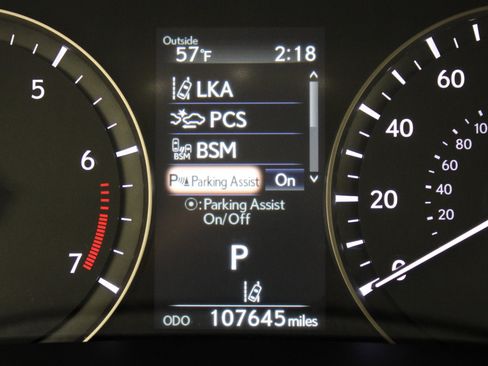 Outside
57°F 2:18
LKA
PCS
BSM BSM
P Parking Assist On
:Parking Assist
On/Off
P
ODO 107645 miles
5
6
7
60
40
20
0
100
80
60
40
20